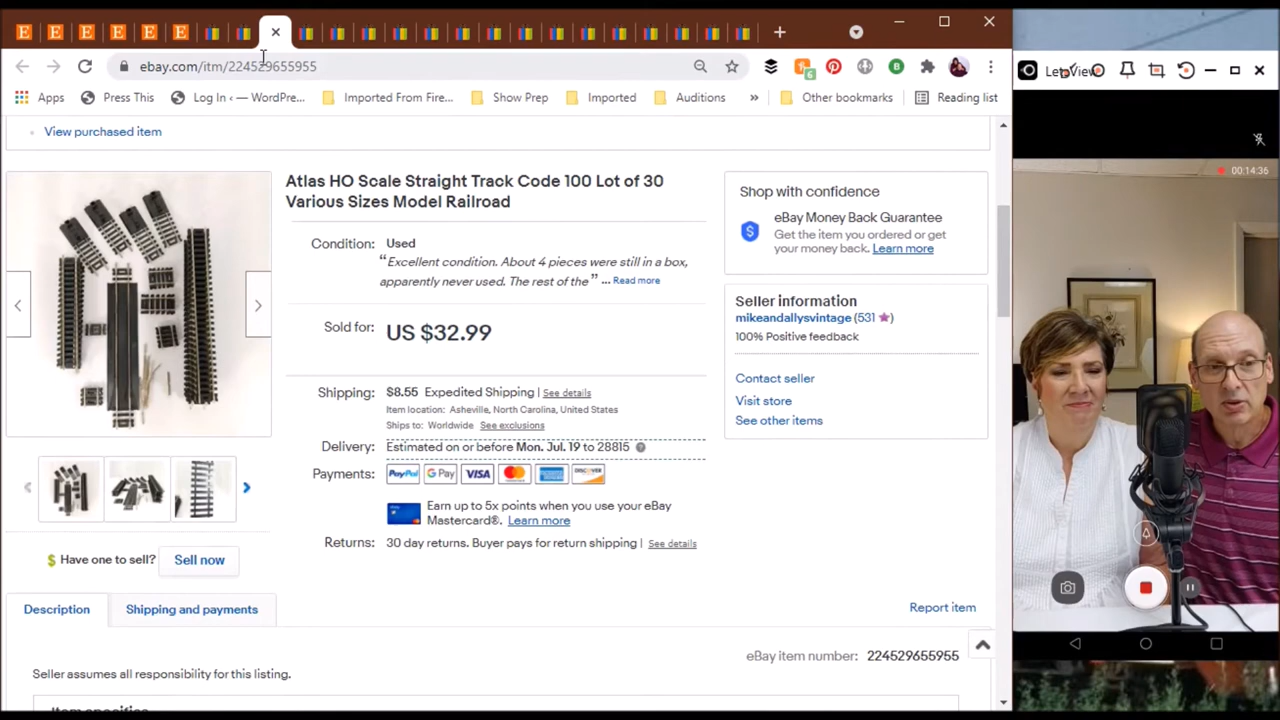 ebay.com/itm/224529655955
6
Apps
Press This
Log In ‹ — WordPre...
Imported From Fire...
Show Prep
Imported
Auditions
»
Other bookmarks
Reading list
View purchased item
Atlas HO Scale Straight Track Code 100 Lot of 30
Various Sizes Model Railroad
Condition: Used
“Excellent condition. About 4 pieces were still in a box,
apparently never used. The rest of the” ... Read more
Sold for: US $32.99
Shipping: $8.55 Expedited Shipping | See details
Item location: Asheville, North Carolina, United States
Ships to: Worldwide See exclusions
Delivery: Estimated on or before Mon. Jul. 19 to 28815
Payments: PayPal G Pay VISA
Earn up to 5x points when you use your eBay
Mastercard®. Learn more
Returns: 30 day returns. Buyer pays for return shipping | See details
Shop with confidence
eBay Money Back Guarantee
Get the item you ordered or get
your money back. Learn more
Seller information
mikeandallysvintage (531 )
100% Positive feedback
Contact seller
Visit store
See other items
$ Have one to sell? Sell now
Description
Shipping and payments
Report item
eBay item number: 224529655955
Seller assumes all responsibility for this listing.
Item specifics
LetsView
00:14:36